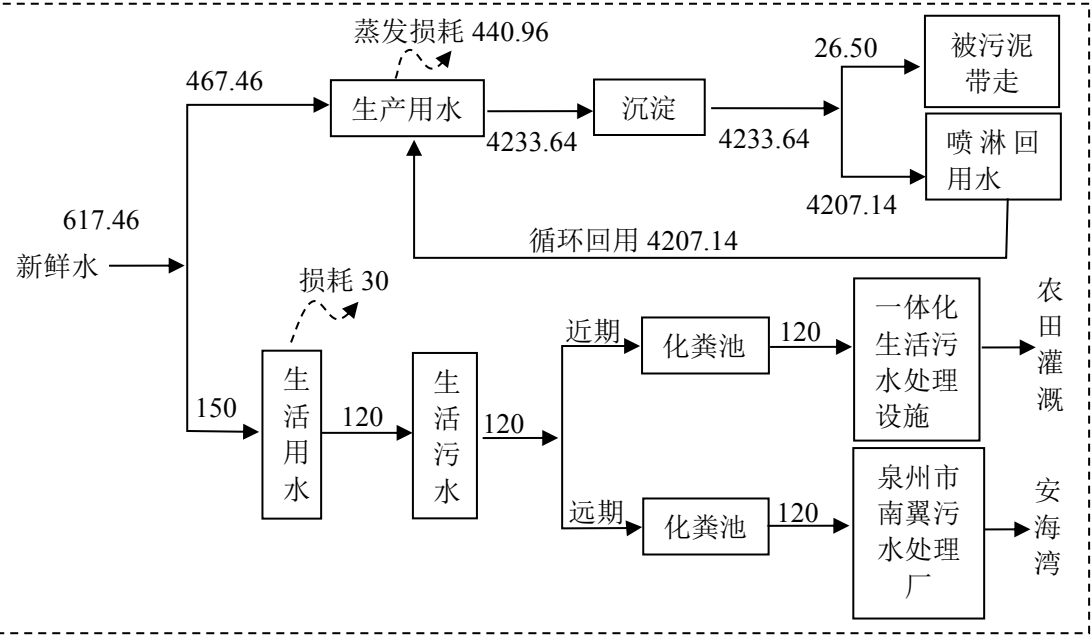 蒸发损耗 440.96
467.46
生产用水
4233.64
沉淀
4233.64
26.50
被污泥
带走
喷淋回
用水
4207.14
循环回用 4207.14
617.46
新鲜水
损耗 30
150
生
活
用
水
120
生
活
污
水
120
近期
化粪池
120
一体化
生活污
水处理
设施
农
田
灌
溉
远期
化粪池
120
泉州市
南翼污
水处理
厂
安
海
湾